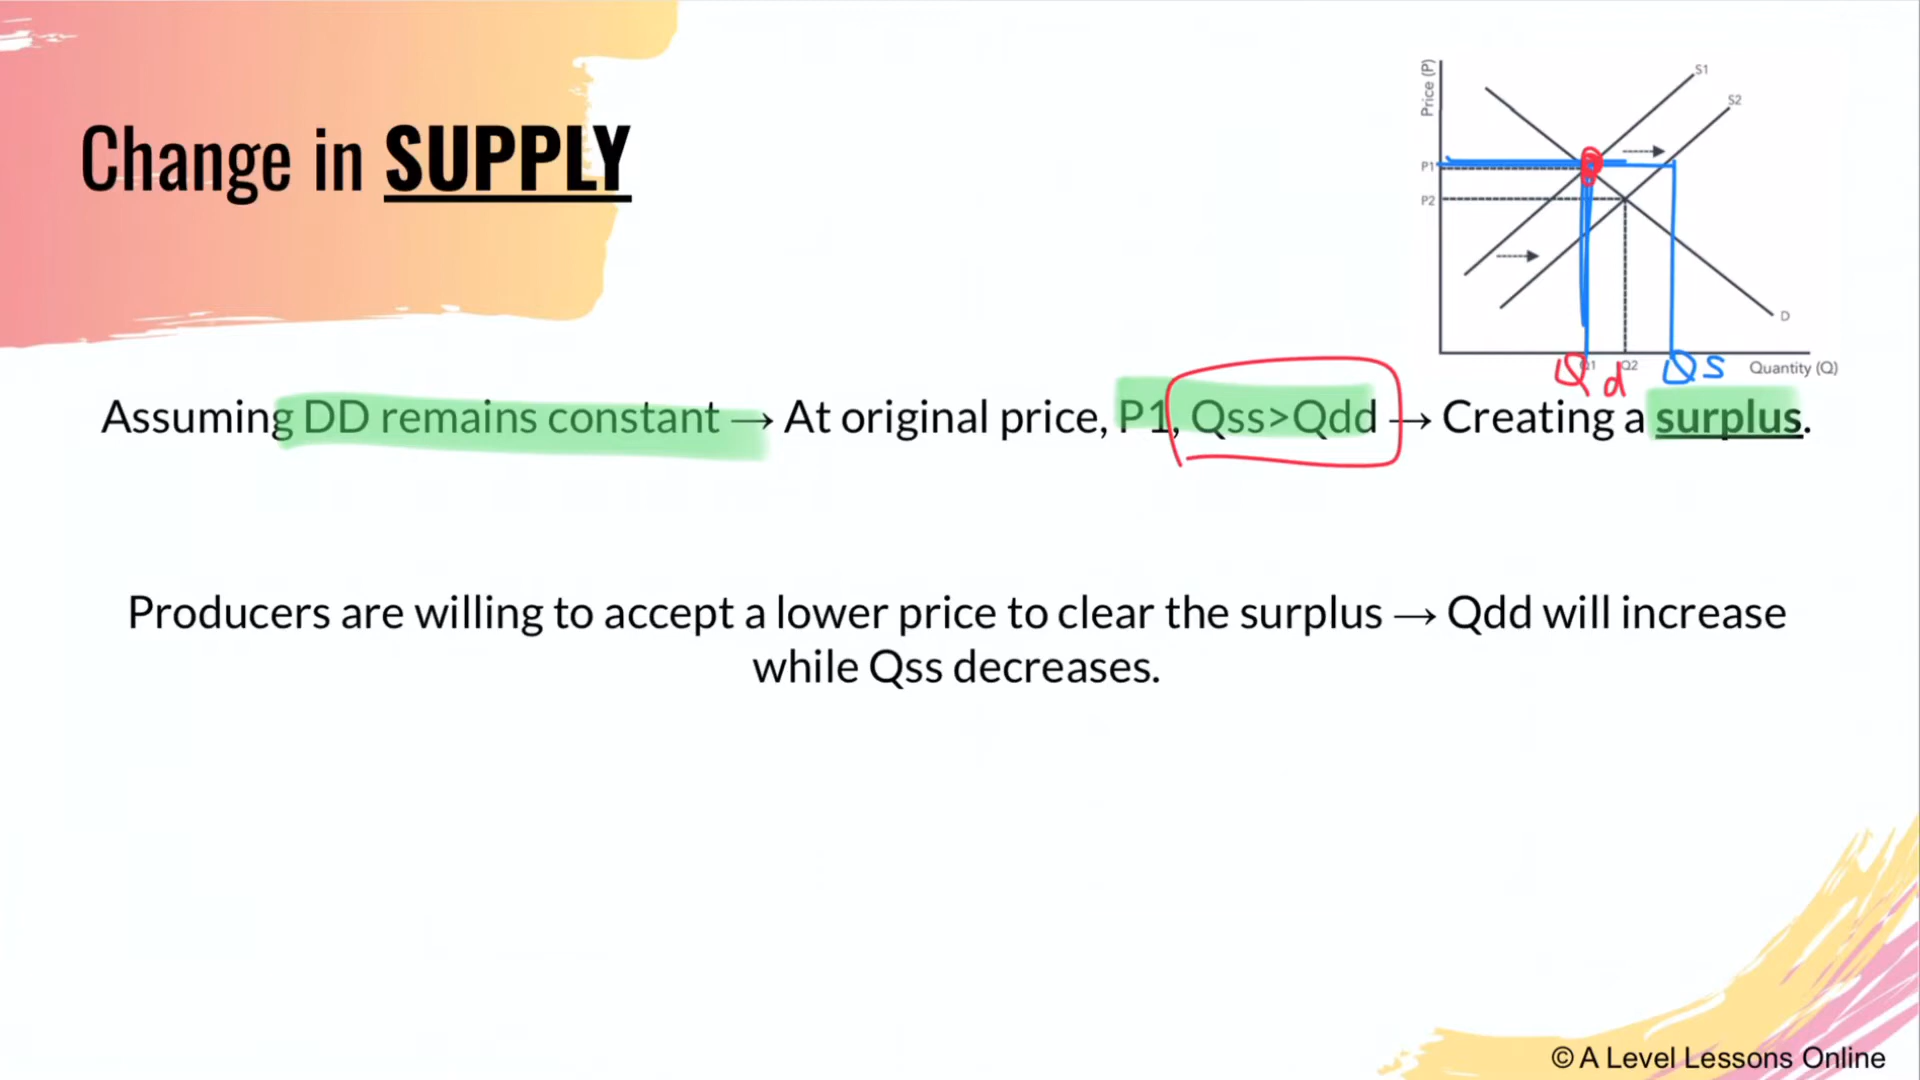 Change in SUPPLY
Price (P)
S1
S2
P1
P2
D
Q1
Q2
Quantity (Q)
Qd
Qs
Assuming DD remains constant → At original price, P1, Qss>Qdd → Creating a surplus.
Producers are willing to accept a lower price to clear the surplus → Qdd will increase
while Qss decreases.
© A Level Lessons Online